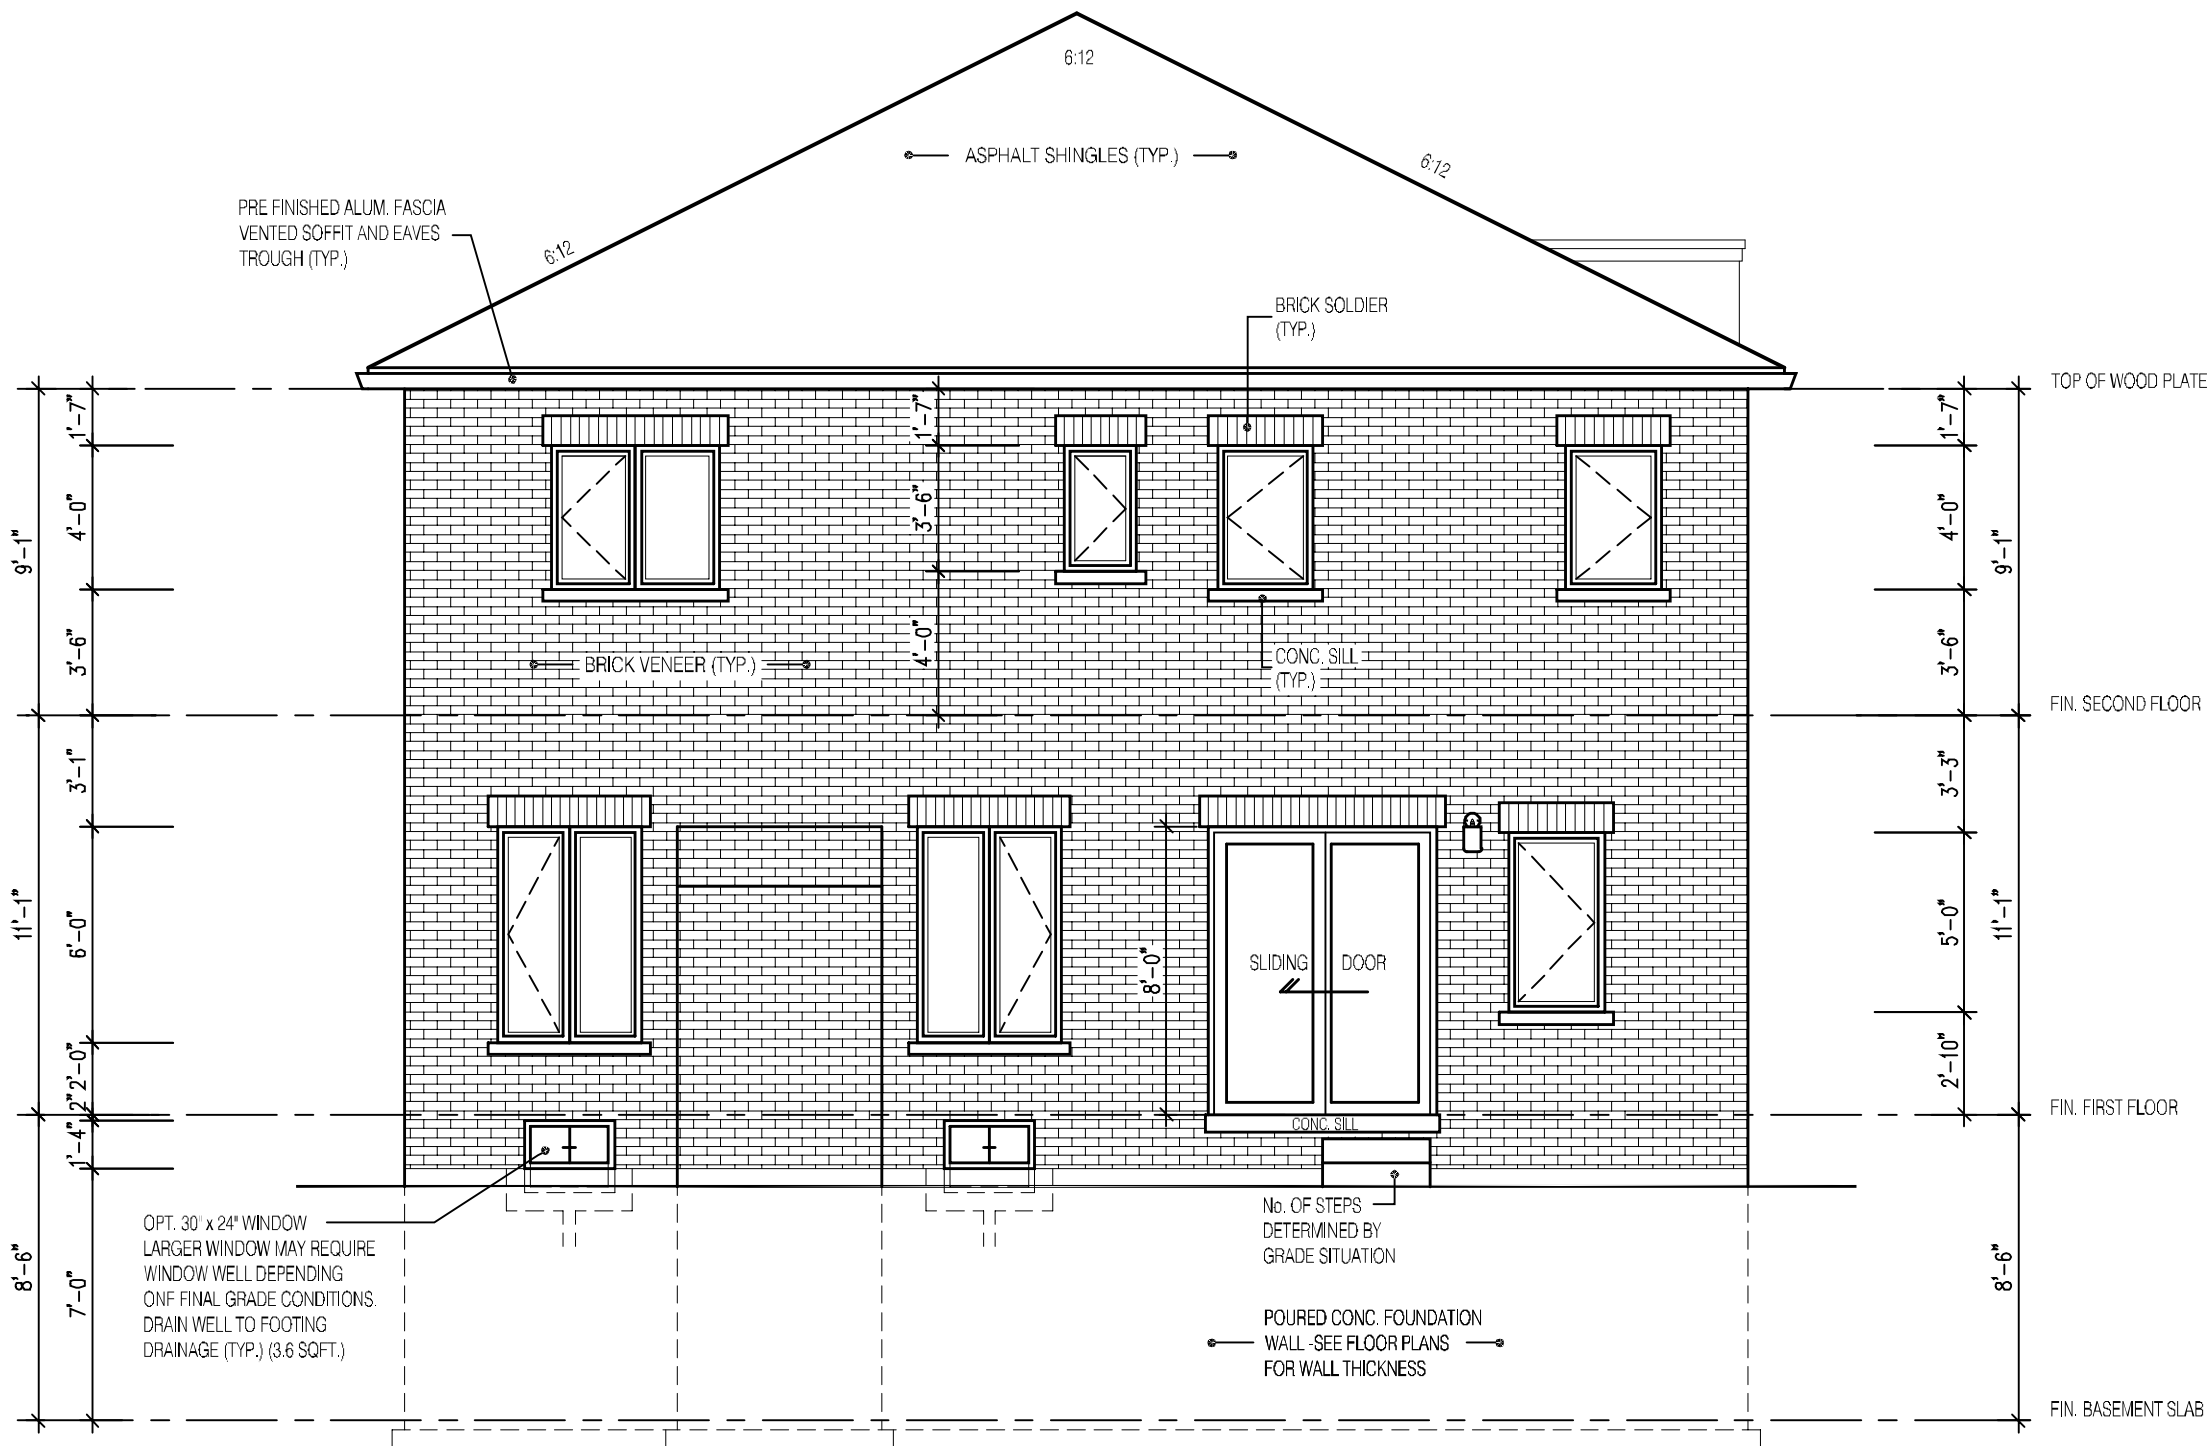 6:12
ASPHALT SHINGLES (TYP.)
6:12
PRE FINISHED ALUM. FASCIA
VENTED SOFFIT AND EAVES
TROUGH (TYP.)
6:12
BRICK SOLDIER
(TYP.)
TOP OF WOOD PLATE
1'-7"
1'-7"
1'-7"
4'-0"
3'-6"
4'-0"
9'-1"
9'-1"
3'-6"
4'-0"
3'-6"
BRICK VENEER (TYP.)
CONC. SILL
(TYP.)
FIN. SECOND FLOOR
3'-1"
3'-3"
A
11'-1"
6'-0"
8'-0"
5'-0"
11'-1"
SLIDING DOOR
2'-0"
2'-10"
2"
FIN. FIRST FLOOR
CONC. SILL
1'-4"
No. OF STEPS
DETERMINED BY
GRADE SITUATION
OPT. 30" x 24" WINDOW
LARGER WINDOW MAY REQUIRE
WINDOW WELL DEPENDING
ONF FINAL GRADE CONDITIONS.
DRAIN WELL TO FOOTING
DRAINAGE (TYP.) (3.6 SQFT.)
8'-6"
7'-0"
8'-6"
POURED CONC. FOUNDATION
WALL -SEE FLOOR PLANS
FOR WALL THICKNESS
FIN. BASEMENT SLAB